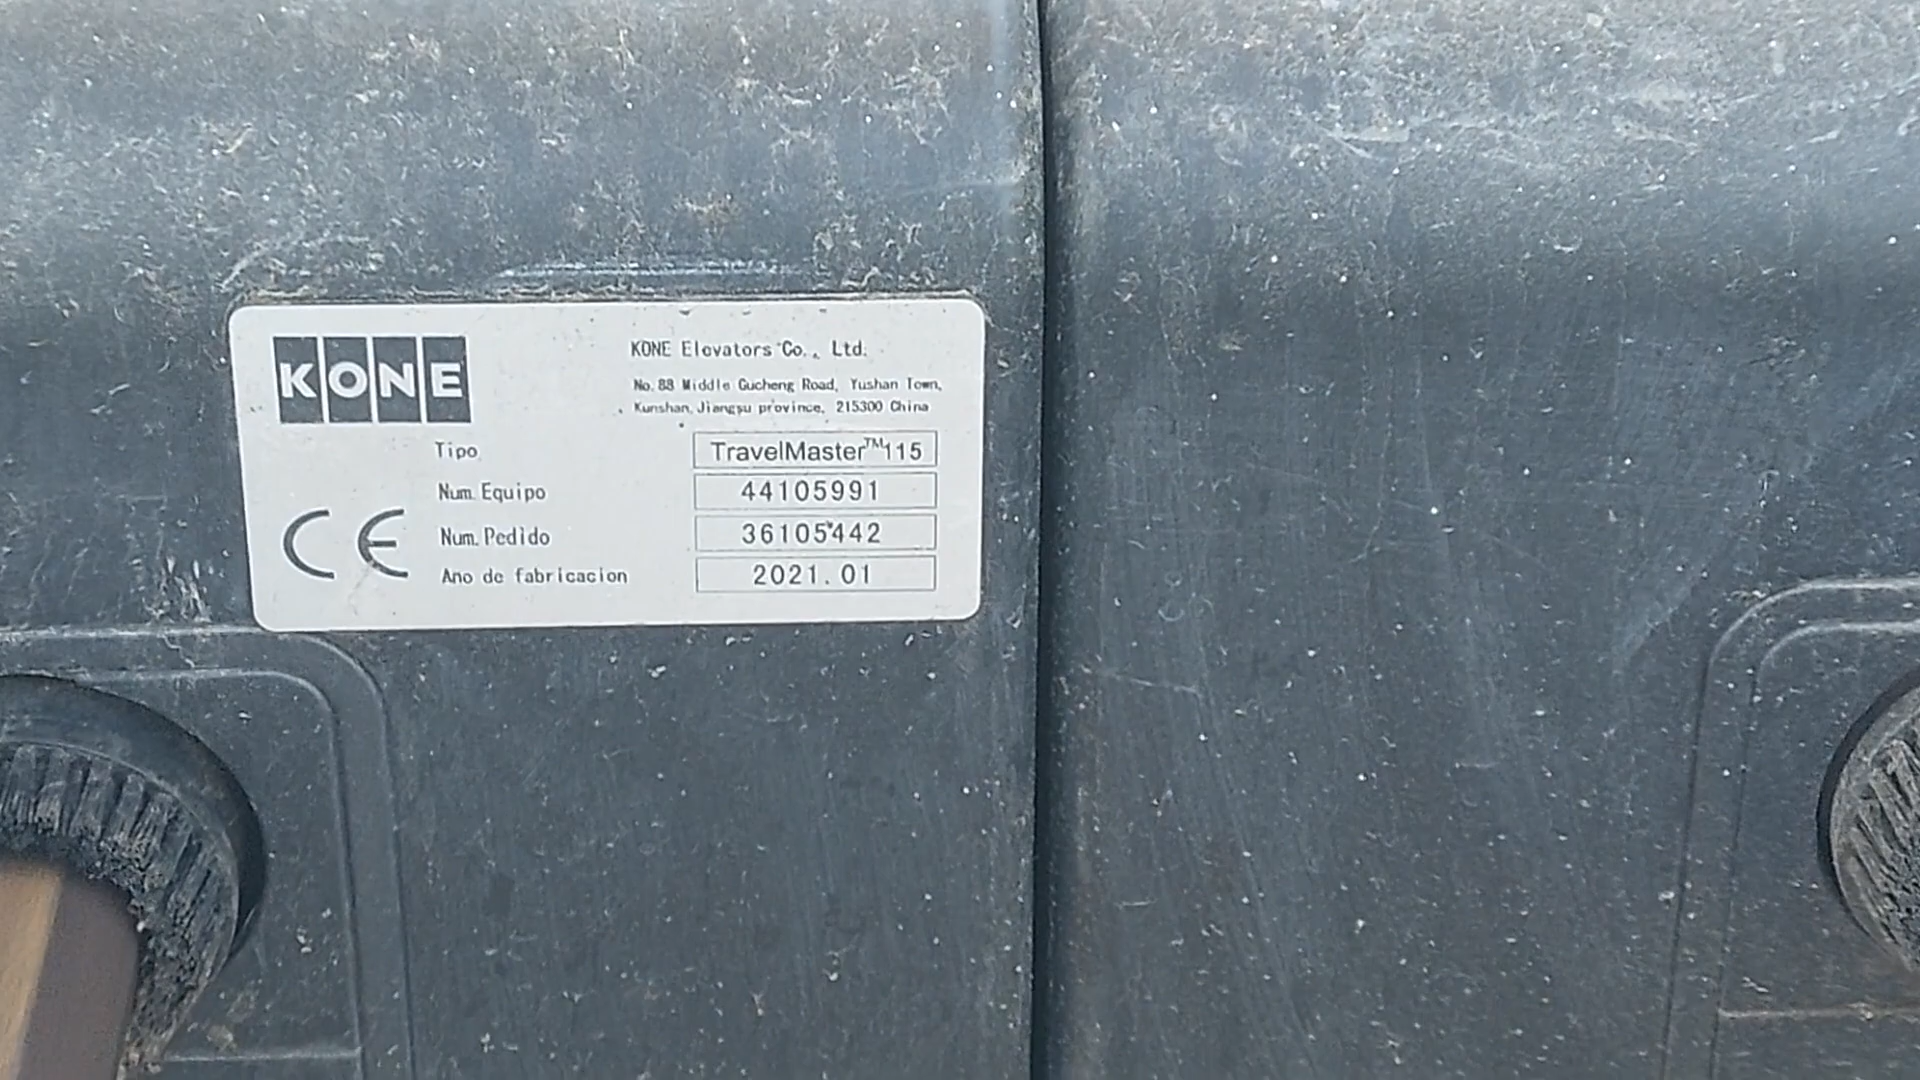 KONE
KONE Elevators Co., Ltd.
No.88 Middle Gucheng Road, Yushan Town,
Kunshan, Jiangsu province, 215300 China
Tipo TravelMaster™115
Num.Equipo 44105991
Num.Pedido 36105442
CE
Ano de fabricacion 2021.01